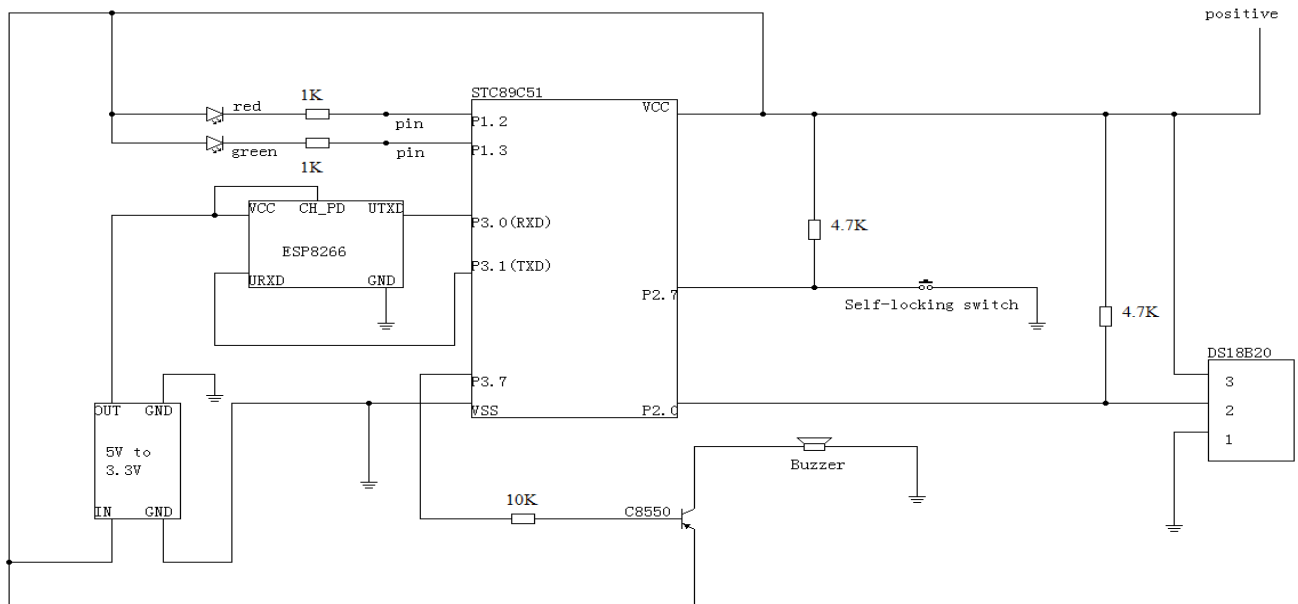 positive
STC89C51
VCC
1K
red
pin
P1.2
green
pin
P1.3
1K
VCC CH_PD UTXD
P3.0(RXD)
4.7K
ESP8266
P3.1(TXD)
URXD GND
P2.7
Self-locking switch
4.7K
DS18B20
3
P3.7
OUT GND
VSS
P2.0
2
1
5V to
3.3V
Buzzer
10K
C8550
IN GND